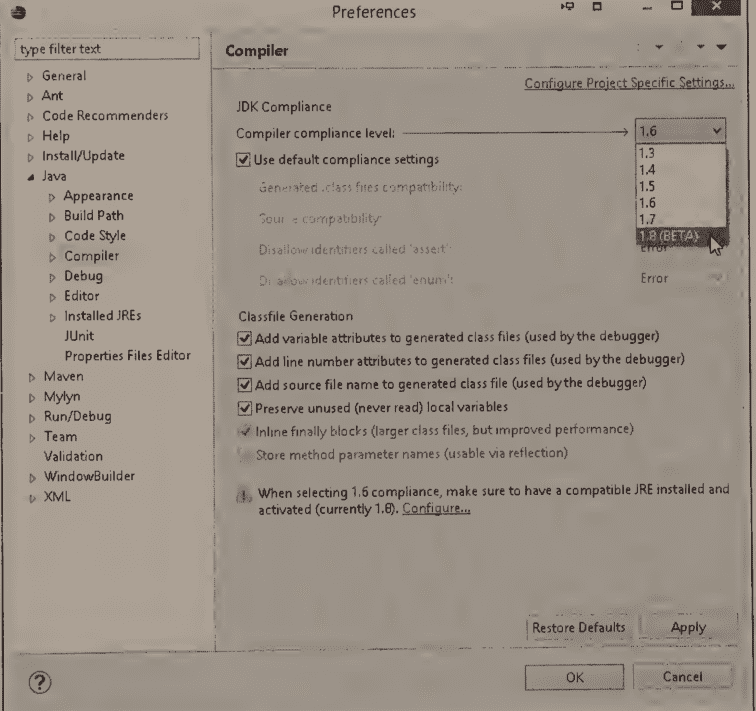 Preferences
type filter text
General
Ant
Code Recommenders
Help
Install/Update
Java
Appearance
Build Path
Code Style
Compiler
Debug
Editor
Installed JREs
JUnit
Properties Files Editor
Maven
Mylyn
Run/Debug
Team
Validation
WindowBuilder
XML
Compiler
Configure Project Specific Settings...
JDK Compliance
Compiler compliance level:
1.6
1.3
1.4
1.5
1.6
1.7
1.8 (BETA)
Use default compliance settings
Generated .class files compatibility:
Source compatibility:
Disallow identifiers called 'assert':
Error
Disallow identifiers called 'enum':
Error
Classfile Generation
Add variable attributes to generated class files (used by the debugger)
Add line number attributes to generated class files (used by the debugger)
Add source file name to generated class file (used by the debugger)
Preserve unused (never read) local variables
Inline finally blocks (larger class files, but improved performance)
Store method parameter names (usable via reflection)
When selecting 1.6 compliance, make sure to have a compatible JRE installed and
activated (currently 1.8). Configure...
Restore Defaults
Apply
OK
Cancel